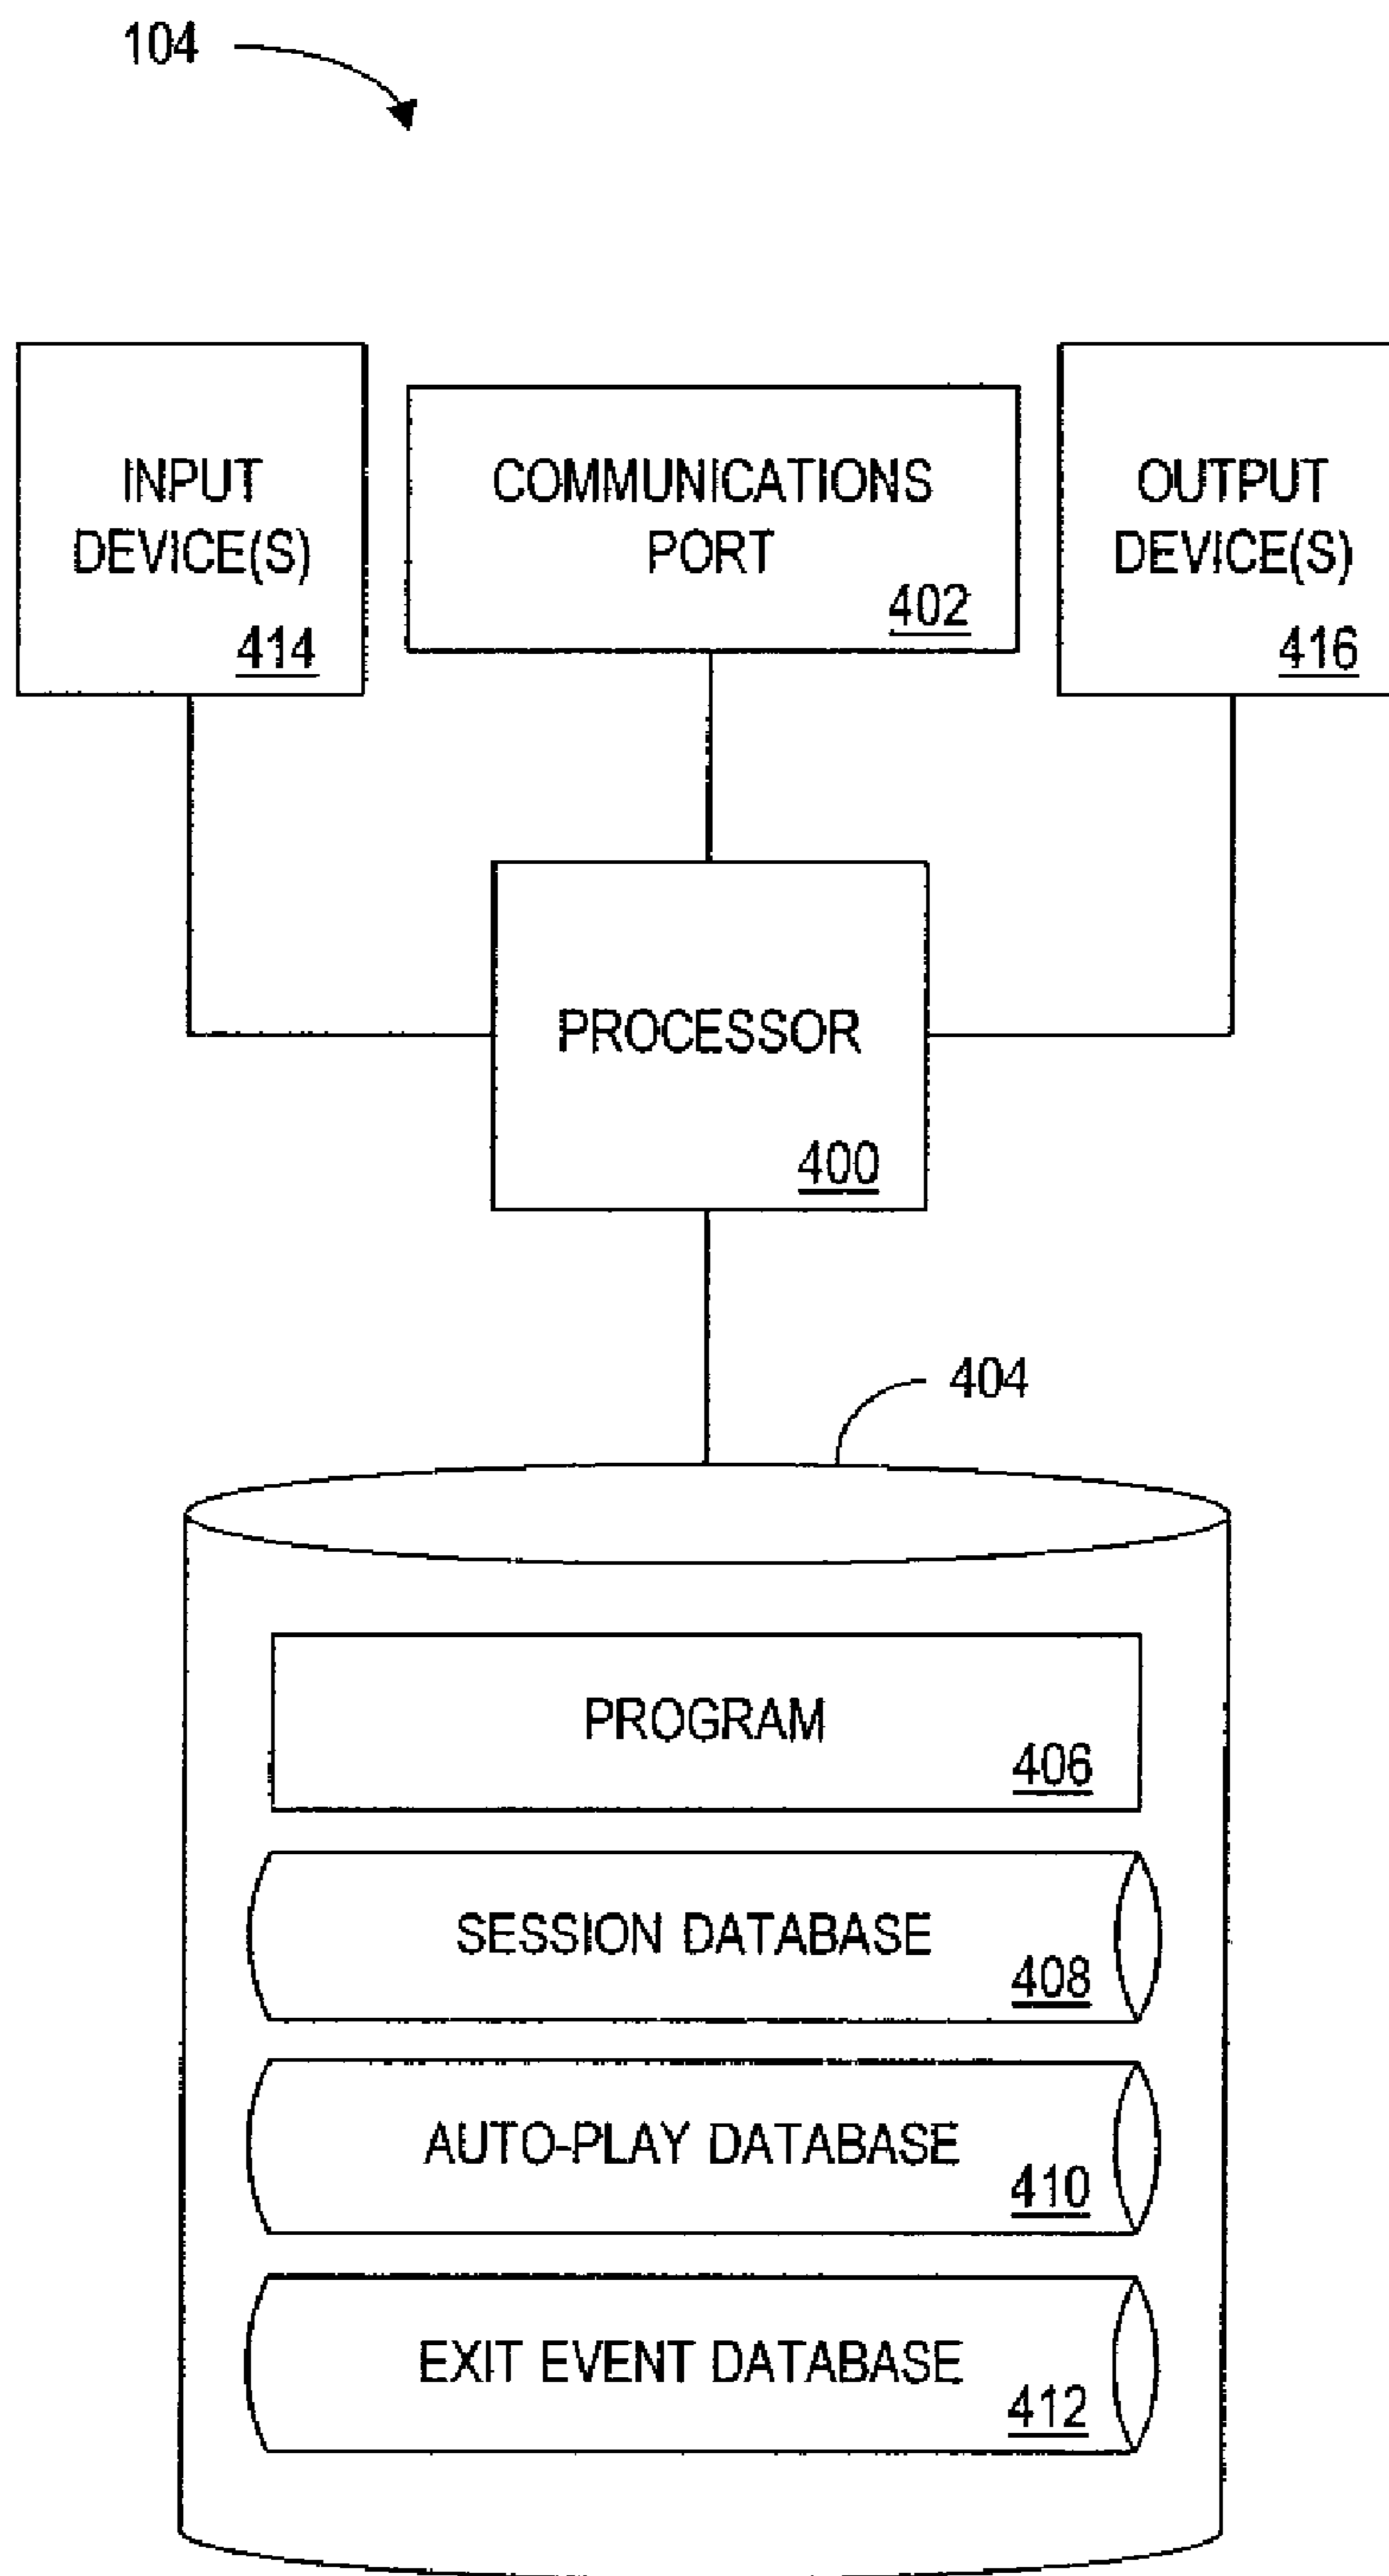 104
INPUT
DEVICE(S)
414
COMMUNICATIONS
PORT
402
OUTPUT
DEVICE(S)
416
PROCESSOR
400
404
PROGRAM
406
SESSION DATABASE
408
AUTO-PLAY DATABASE
410
EXIT EVENT DATABASE
412